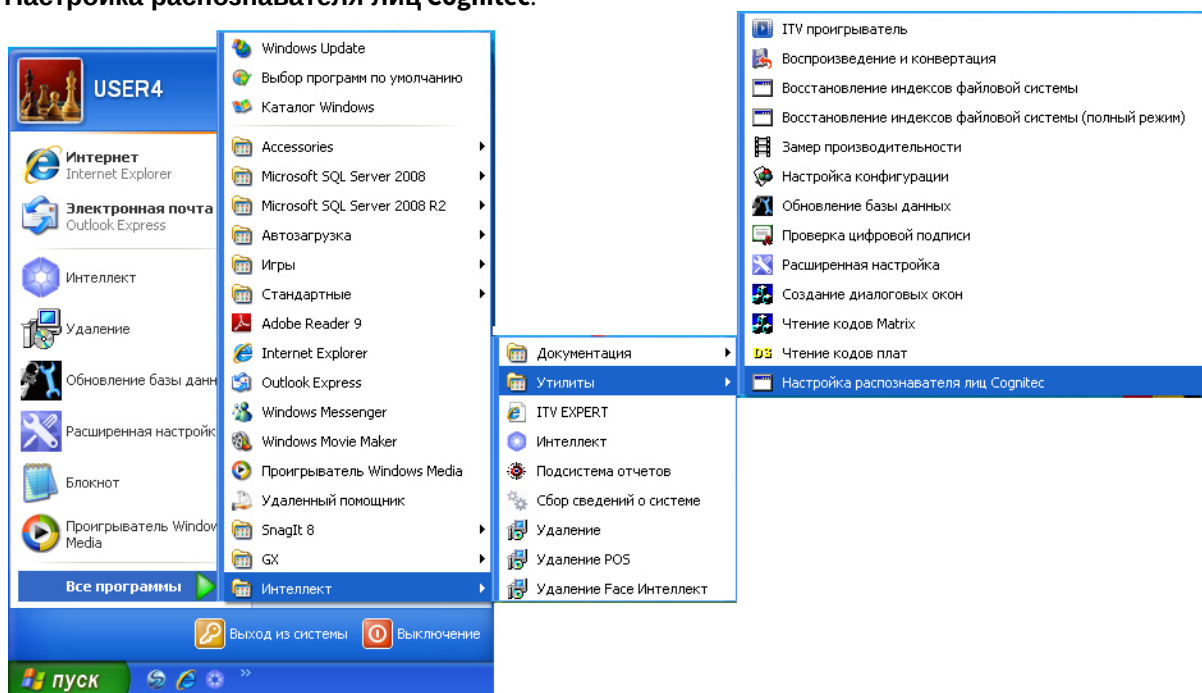 Настройка распознавателя лиц Cognitec.
USER4
Интернет
Internet Explorer
Электронная почта
Outlook Express
Интеллект
Удаление
Обновление базы данн
Расширенная настройк
Блокнот
Проигрыватель Window
Media
Все программы
Выход из системы
Выключение
пуск
Windows Update
Выбор программ по умолчанию
Каталог Windows
Accessories
Microsoft SQL Server 2008
Microsoft SQL Server 2008 R2
Автозагрузка
Игры
Стандартные
Adobe Reader 9
Internet Explorer
Outlook Express
Windows Messenger
Windows Movie Maker
Проигрыватель Windows Media
Удаленный помощник
SnagIt 8
GX
Интеллект
Документация
Утилиты
ITV EXPERT
Интеллект
Подсистема отчетов
Сбор сведений о системе
Удаление
Удаление POS
Удаление Face Интеллект
ITV проигрыватель
Воспроизведение и конвертация
Восстановление индексов файловой системы
Восстановление индексов файловой системы (полный режим)
Замер производительности
Настройка конфигурации
Обновление базы данных
Проверка цифровой подписи
Расширенная настройка
Создание диалоговых окон
Чтение кодов Matrix
Чтение кодов плат
Настройка распознавателя лиц Cognitec